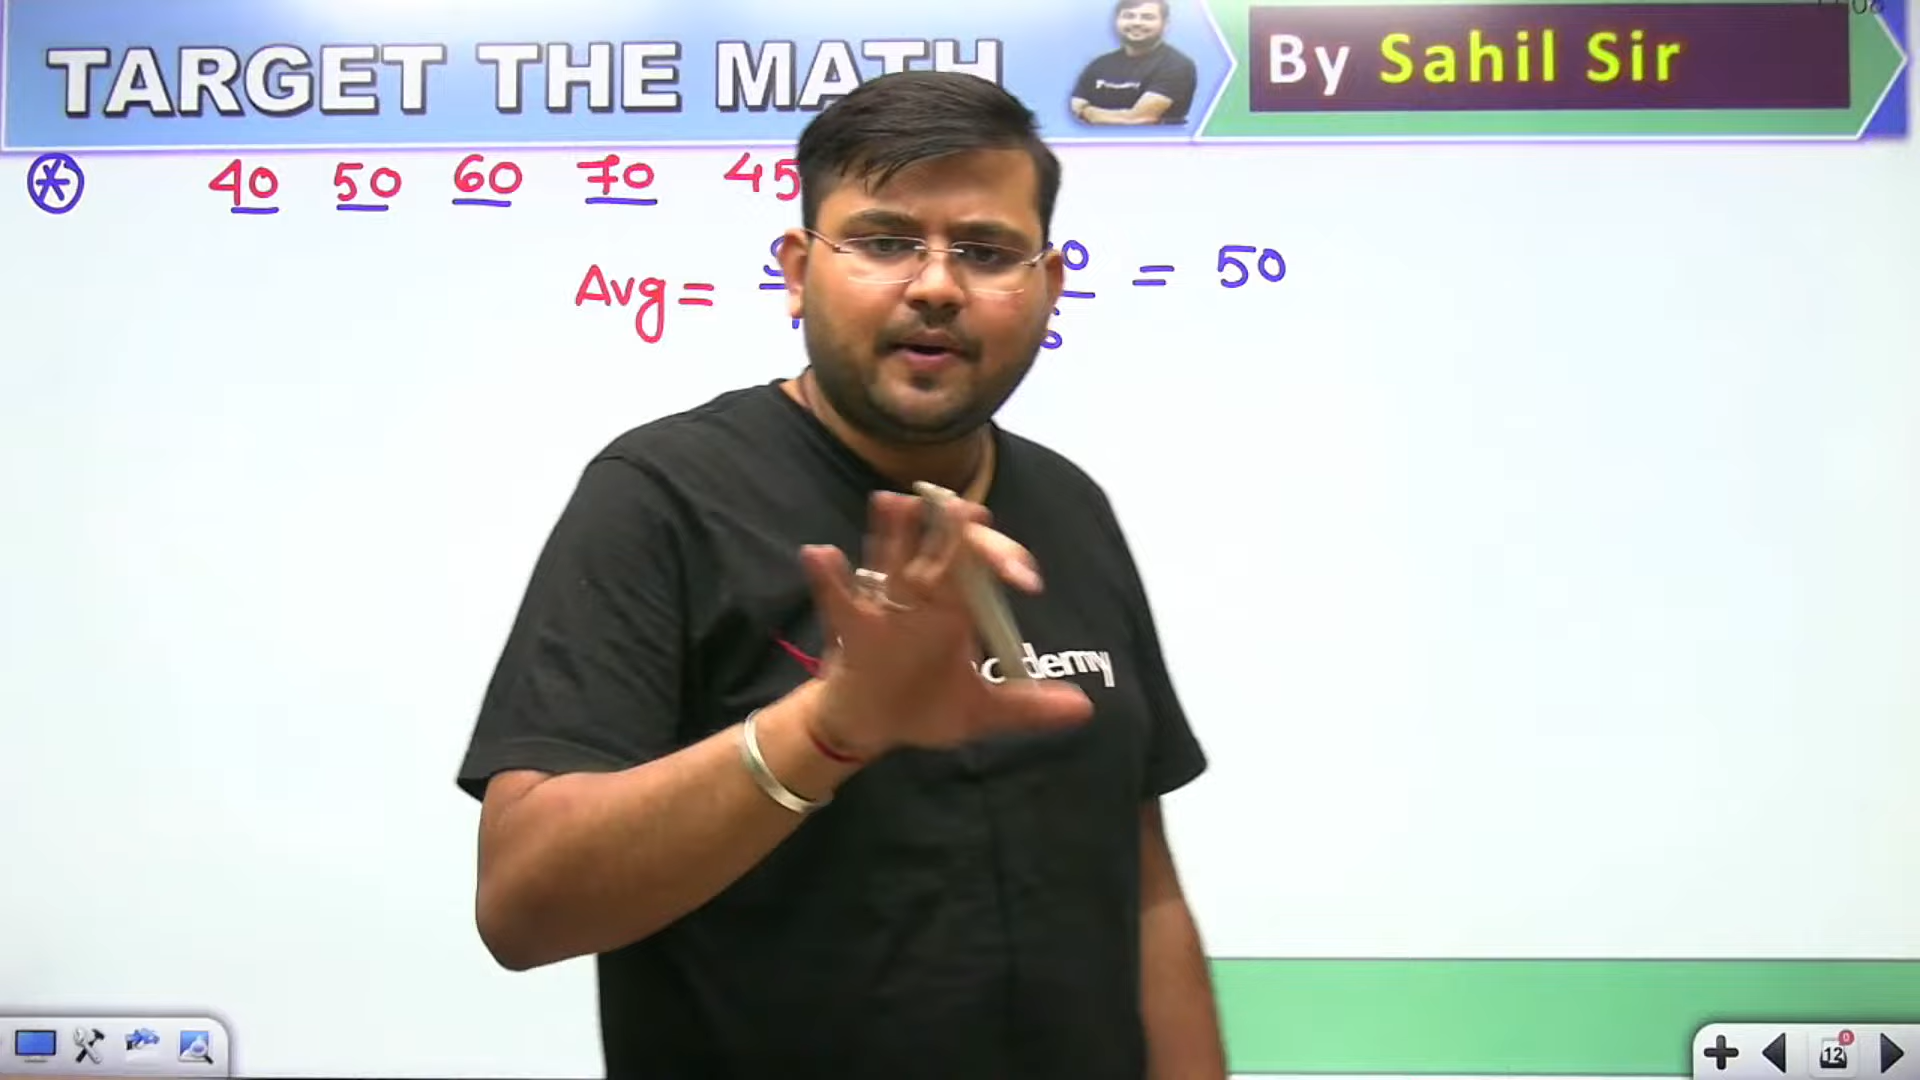 TARGET THE MATH
By Sahil Sir
40 50 60 70 45
Avg = = 50
12